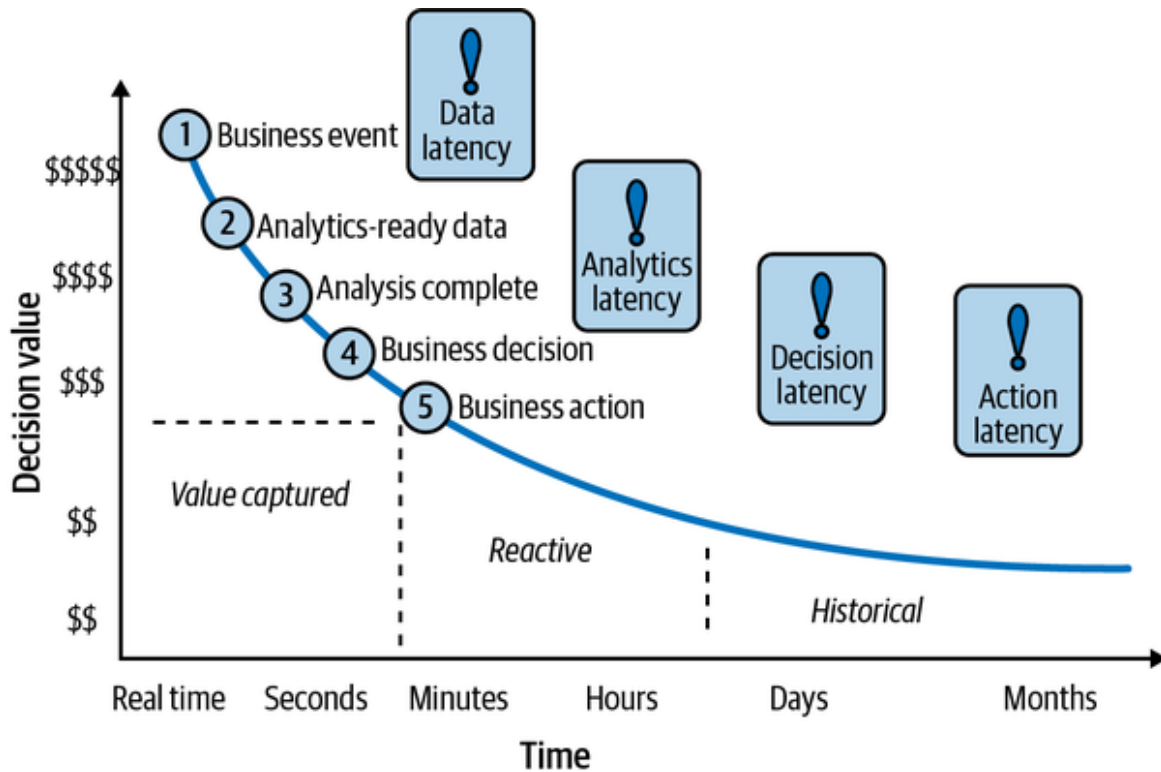 Data
latency
1 Business event
$$$$$
Analytics
latency
2 Analytics-ready data
$$$$
3 Analysis complete
Decision
latency
Action
latency
4 Business decision
$$$
5 Business action
Decision value
Value captured
$$
Reactive
$$
Historical
Real time Seconds Minutes Hours Days Months
Time